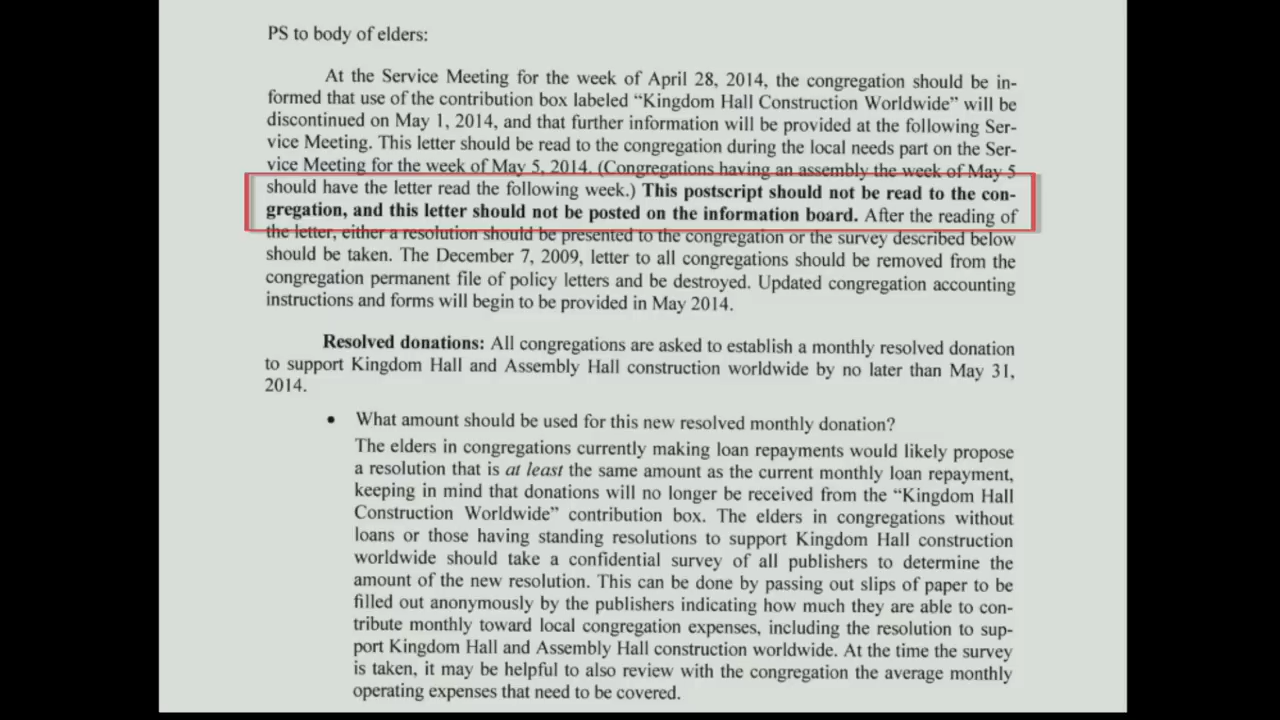 PS to body of elders:
At the Service Meeting for the week of April 28, 2014, the congregation should be in-
formed that use of the contribution box labeled “Kingdom Hall Construction Worldwide” will be
discontinued on May 1, 2014, and that further information will be provided at the following Ser-
vice Meeting. This letter should be read to the congregation during the local needs part on the Ser-
vice Meeting for the week of May 5, 2014. (Congregations having an assembly the week of May 5
should have the letter read the following week.) This postscript should not be read to the con-
gregation, and this letter should not be posted on the information board. After the reading of
the letter, either a resolution should be presented to the congregation or the survey described below
should be taken. The December 7, 2009, letter to all congregations should be removed from the
congregation permanent file of policy letters and be destroyed. Updated congregation accounting
instructions and forms will begin to be provided in May 2014.
Resolved donations: All congregations are asked to establish a monthly resolved donation
to support Kingdom Hall and Assembly Hall construction worldwide by no later than May 31,
2014.
• What amount should be used for this new resolved monthly donation?
The elders in congregations currently making loan repayments would likely propose
a resolution that is at least the same amount as the current monthly loan repayment,
keeping in mind that donations will no longer be received from the “Kingdom Hall
Construction Worldwide” contribution box. The elders in congregations without
loans or those having standing resolutions to support Kingdom Hall construction
worldwide should take a confidential survey of all publishers to determine the
amount of the new resolution. This can be done by passing out slips of paper to be
filled out anonymously by the publishers indicating how much they are able to con-
tribute monthly toward local congregation expenses, including the resolution to sup-
port Kingdom Hall and Assembly Hall construction worldwide. At the time the survey
is taken, it may be helpful to also review with the congregation the average monthly
operating expenses that need to be covered.